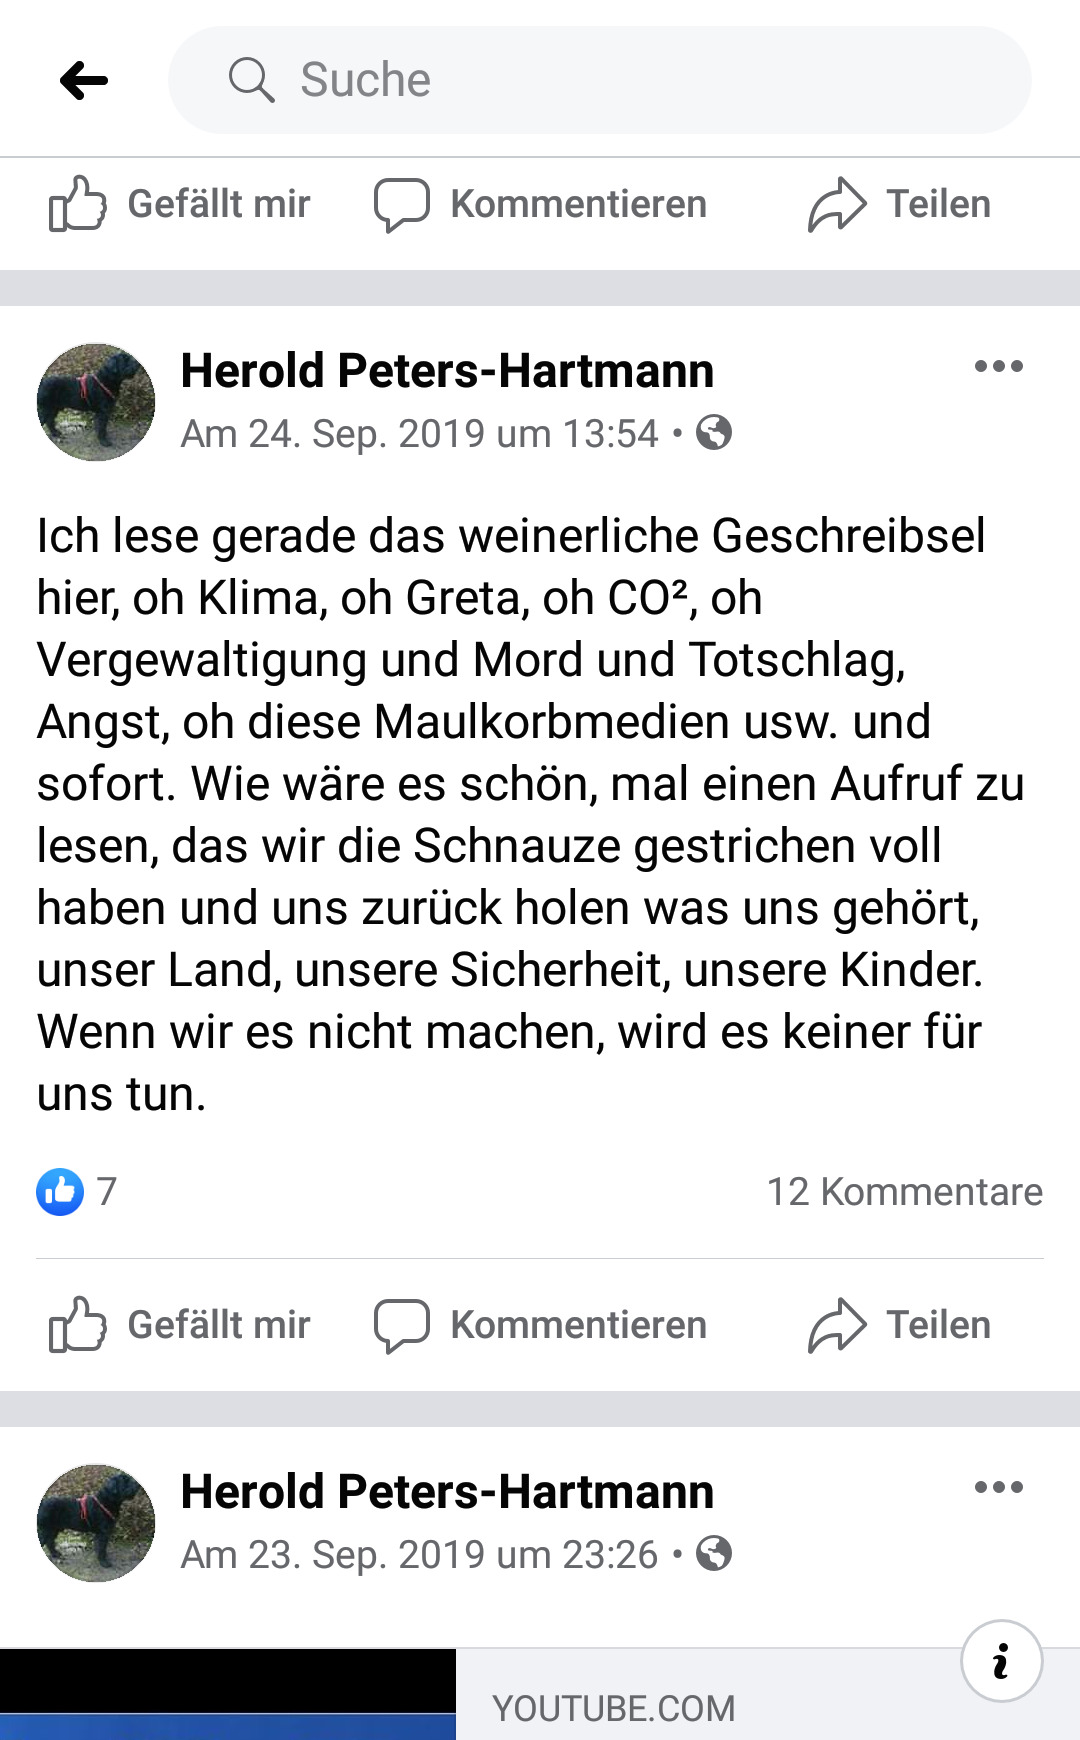 Suche
Gefällt mir Kommentieren Teilen
Herold Peters-Hartmann
Am 24. Sep. 2019 um 13:54 •
Ich lese gerade das weinerliche Geschreibsel
hier, oh Klima, oh Greta, oh CO², oh
Vergewaltigung und Mord und Totschlag,
Angst, oh diese Maulkorbmedien usw. und
sofort. Wie wäre es schön, mal einen Aufruf zu
lesen, das wir die Schnauze gestrichen voll
haben und uns zurück holen was uns gehört,
unser Land, unsere Sicherheit, unsere Kinder.
Wenn wir es nicht machen, wird es keiner für
uns tun.
7 12 Kommentare
Gefällt mir Kommentieren Teilen
Herold Peters-Hartmann
Am 23. Sep. 2019 um 23:26 •
i
YOUTUBE.COM